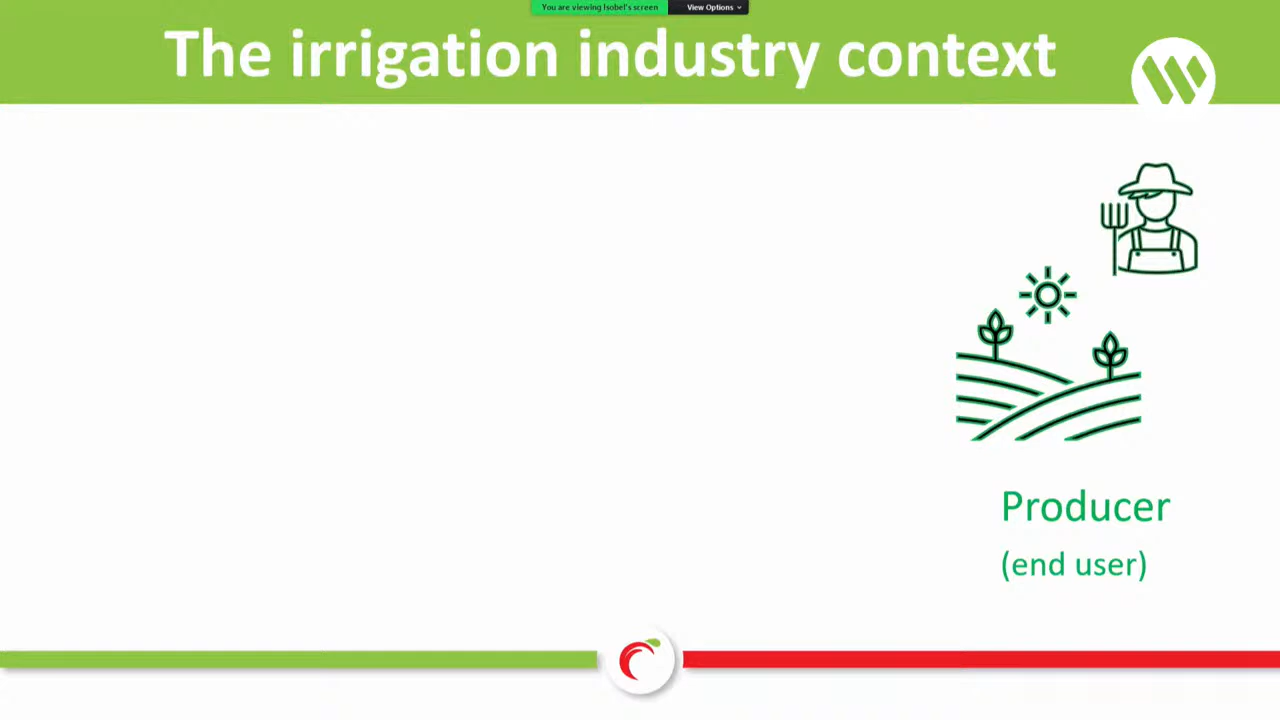 You are viewing Isobel's screen View Options
The irrigation industry context
Producer
(end user)